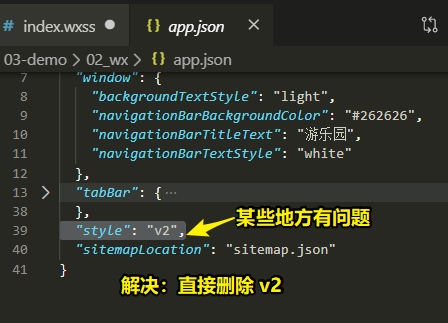 index.wxss
app.json
03-demo > 02_wx > {} app.json
7 "window": {
8 "backgroundTextStyle": "light",
9 "navigationBarBackgroundColor": "#262626",
10 "navigationBarTitleText": "游乐园",
11 "navigationBarTextStyle": "white"
12 },
13 "tabBar": { ···
38 },
39 "style": "v2",
某些地方有问题
40 "sitemapLocation": "sitemap.json"
41 }
解决：直接删除 v2